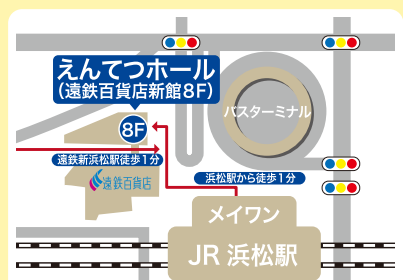 えんてつホール
(遠鉄百貨店新館8F)
8F
バスターミナル
遠鉄新浜松駅徒歩1分
遠鉄百貨店
浜松駅から徒歩1分
メイワン
JR 浜松駅